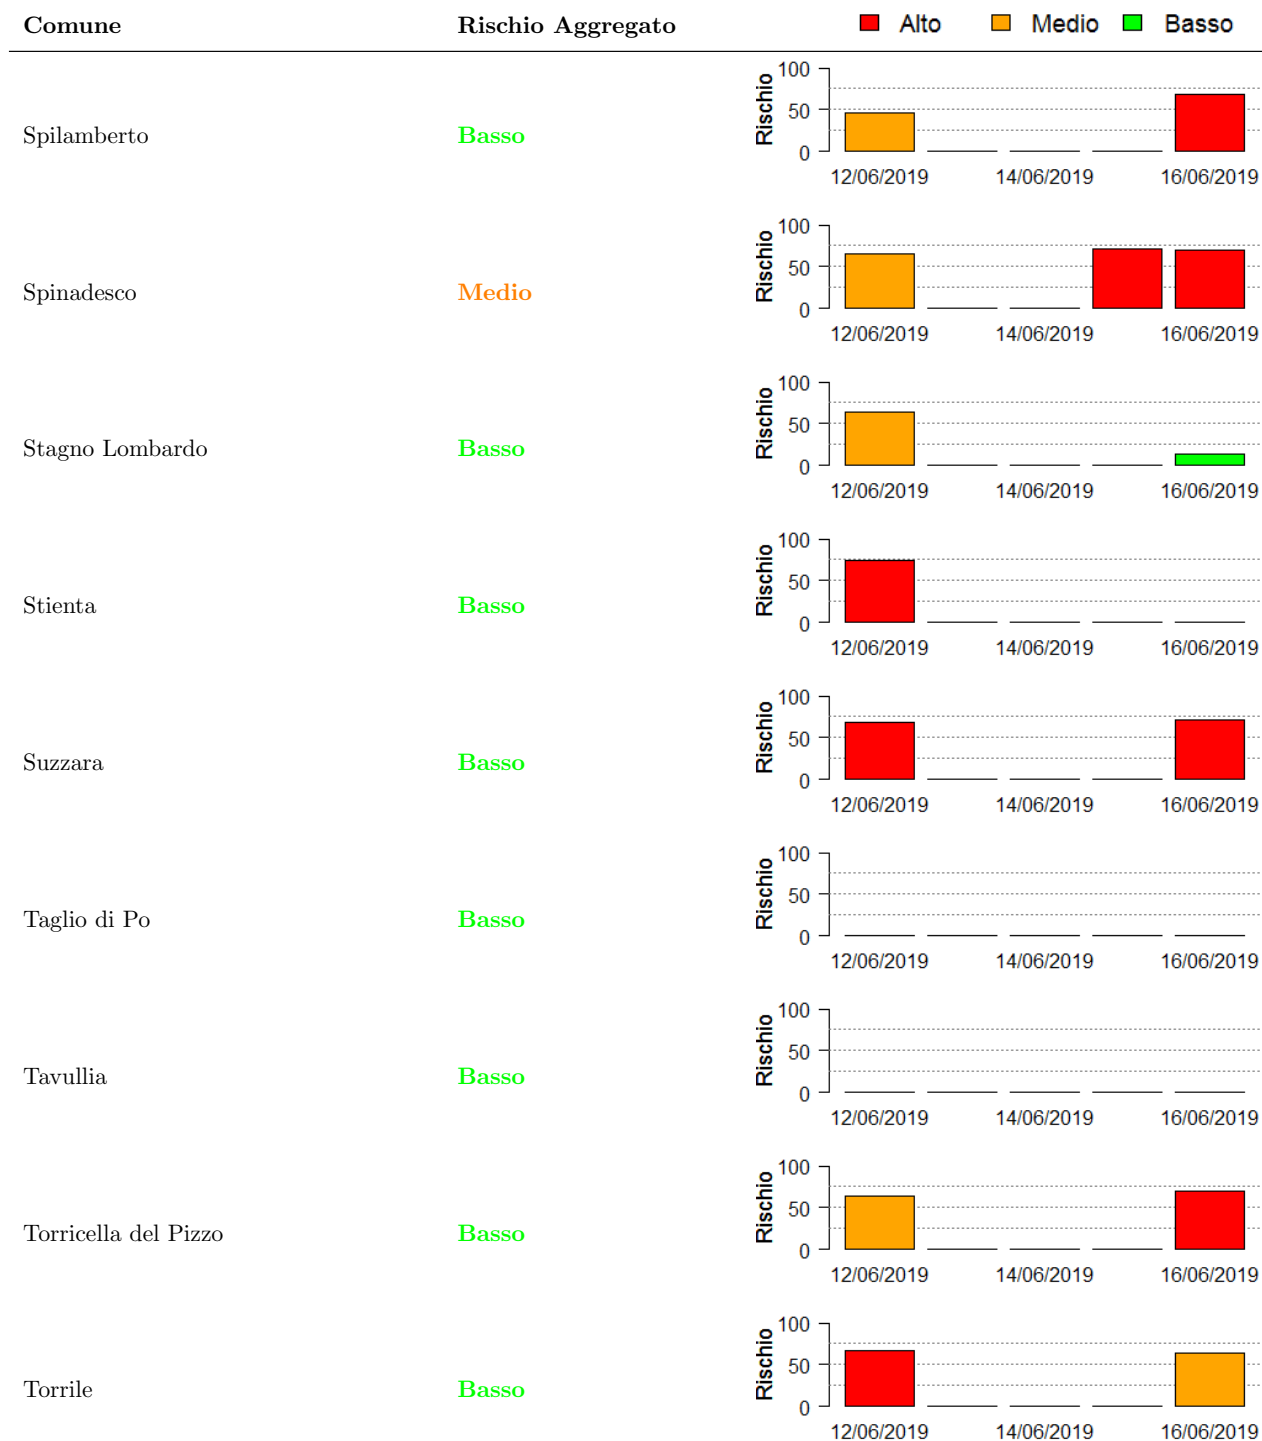 Comune Rischio Aggregato Alto Medio Basso
Spilamberto Basso Rischio 100 50 0
12/06/2019 14/06/2019 16/06/2019
Spinadesco Medio Rischio 100 50 0
12/06/2019 14/06/2019 16/06/2019
Stagno Lombardo Basso Rischio 100 50 0
12/06/2019 14/06/2019 16/06/2019
Stienta Basso Rischio 100 50 0
12/06/2019 14/06/2019 16/06/2019
Suzzara Basso Rischio 100 50 0
12/06/2019 14/06/2019 16/06/2019
Taglio di Po Basso Rischio 100 50 0
12/06/2019 14/06/2019 16/06/2019
Tavullia Basso Rischio 100 50 0
12/06/2019 14/06/2019 16/06/2019
Torricella del Pizzo Basso Rischio 100 50 0
12/06/2019 14/06/2019 16/06/2019
Torrile Basso Rischio 100 50 0
12/06/2019 14/06/2019 16/06/2019